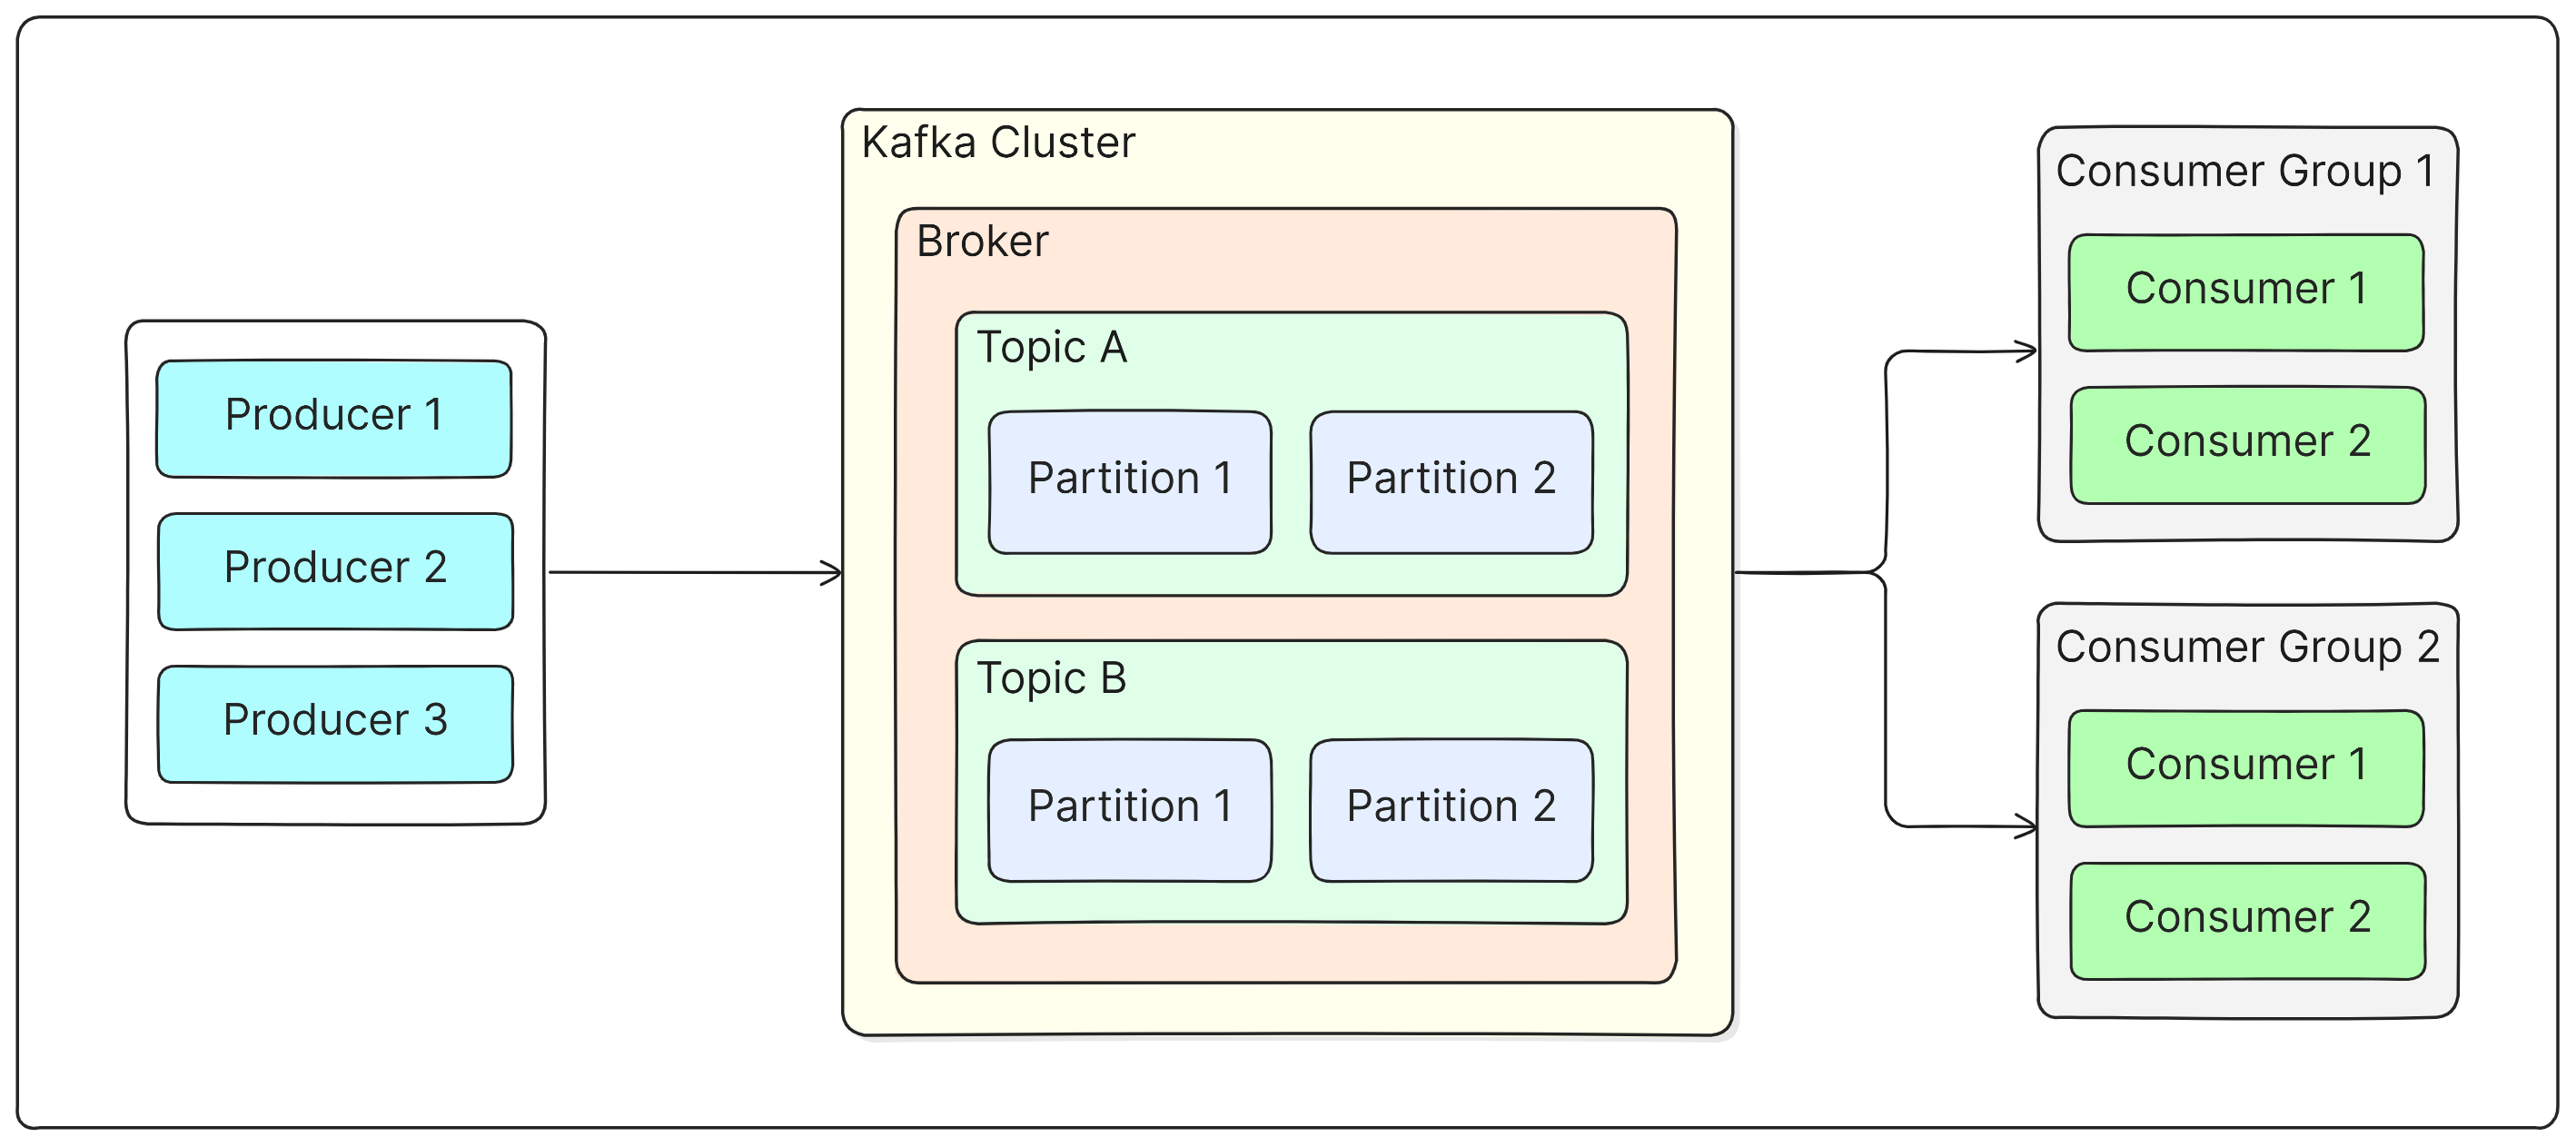 Producer 1
Producer 2
Producer 3
Kafka Cluster
Broker
Topic A
Partition 1
Partition 2
Topic B
Partition 1
Partition 2
Consumer Group 1
Consumer 1
Consumer 2
Consumer Group 2
Consumer 1
Consumer 2